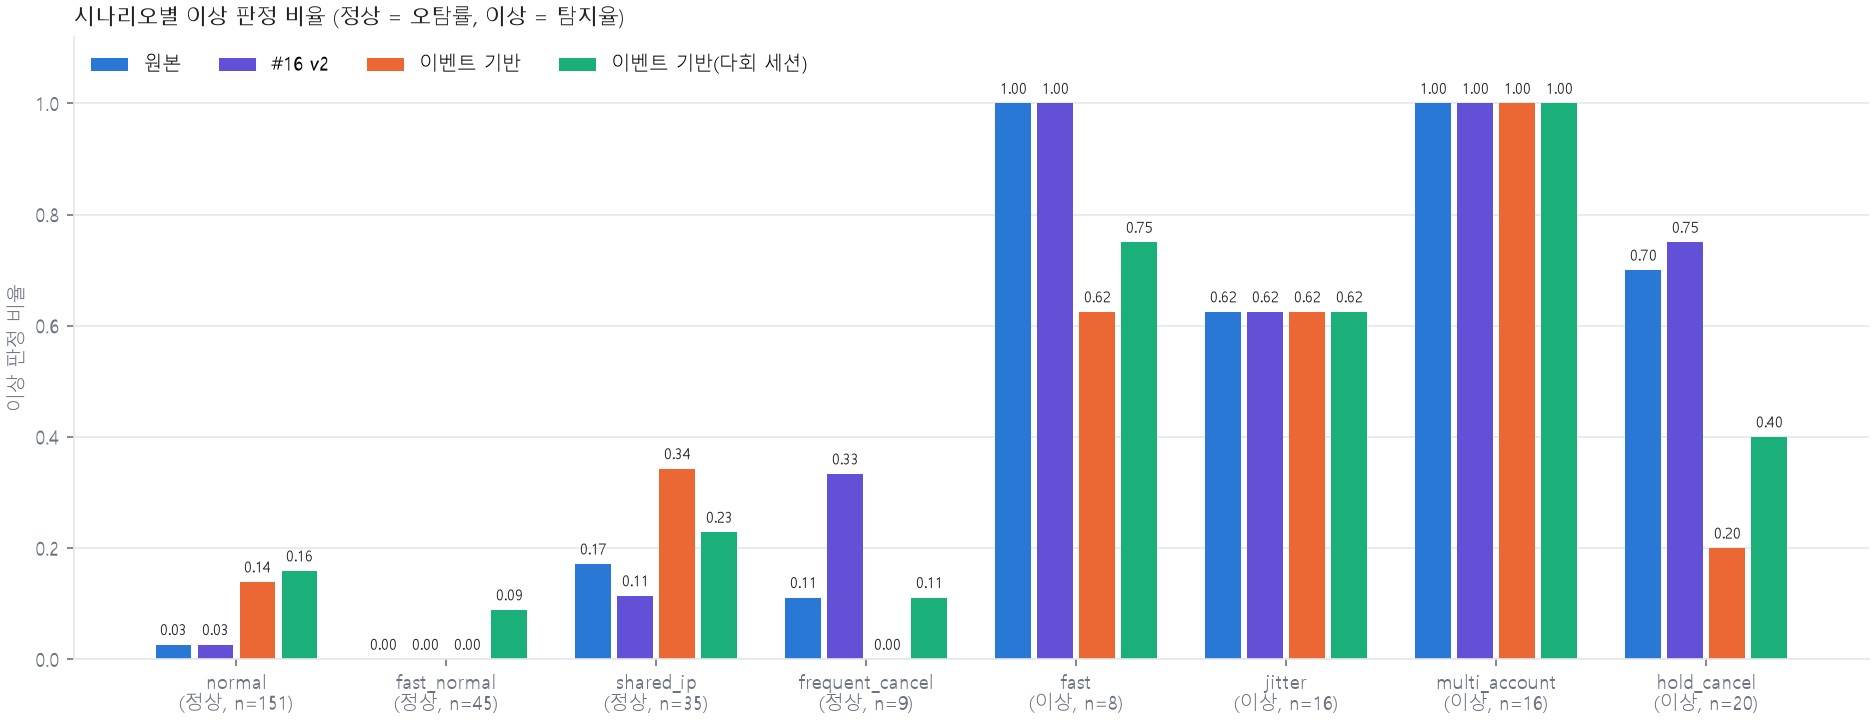 시나리오별 이상 판정 비율 (정상 = 오탐률, 이상 = 탐지율)
원본 #16 v2 이벤트 기반 이벤트 기반(다회 세션)
이상 판정 비율
1.0
0.8
0.6
0.4
0.2
0.0
0.03 0.03 0.14 0.16
0.00 0.00 0.00 0.09
0.17 0.11 0.34 0.23
0.11 0.33 0.00 0.11
1.00 1.00 0.62 0.75
0.62 0.62 0.62 0.62
1.00 1.00 1.00 1.00
0.70 0.75 0.20 0.40
normal
(정상, n=151)
fast_normal
(정상, n=45)
shared_ip
(정상, n=35)
frequent_cancel
(정상, n=9)
fast
(이상, n=8)
jitter
(이상, n=16)
multi_account
(이상, n=16)
hold_cancel
(이상, n=20)